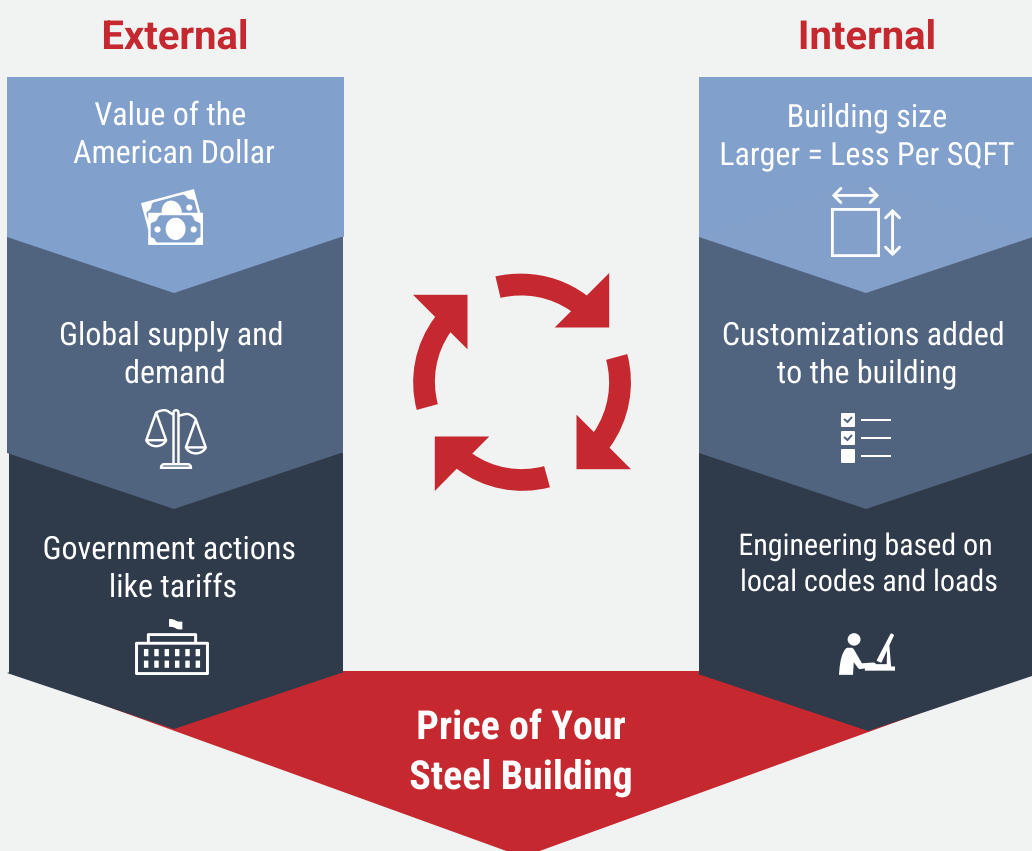 External
Value of the
American Dollar
Global supply and
demand
Government actions
like tariffs
Internal
Building size
Larger = Less Per SQFT
Customizations added
to the building
Engineering based on
local codes and loads
Price of Your
Steel Building